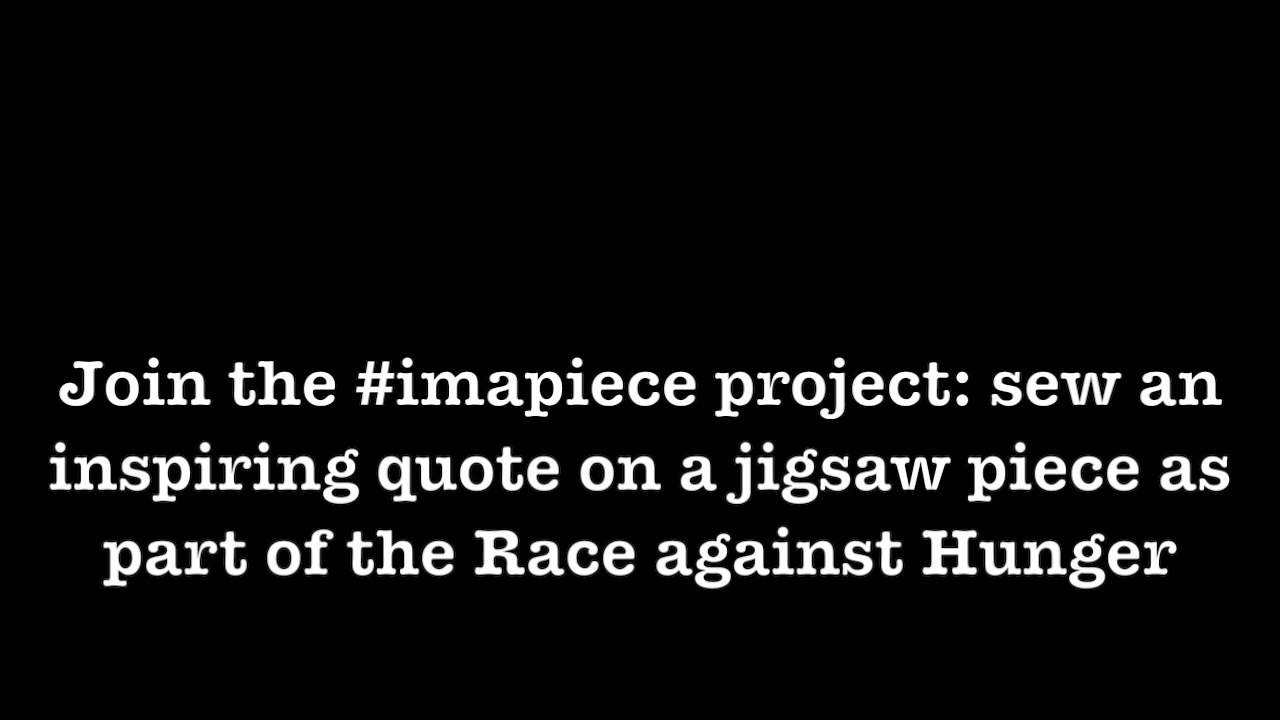 Join the #imapiece project: sew an
inspiring quote on a jigsaw piece as
part of the Race against Hunger